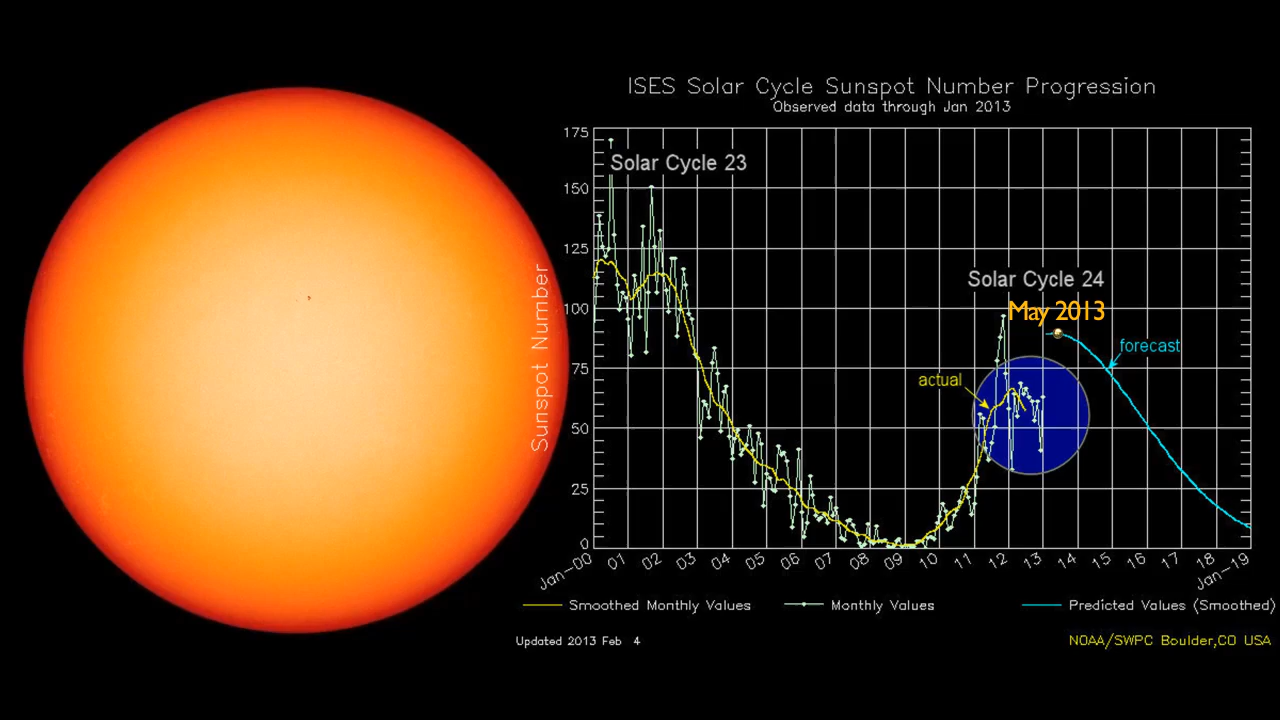 ISES Solar Cycle Sunspot Number Progression
Observed data through Jan 2013
175
Solar Cycle 23
150
125
Solar Cycle 24
100
May 2013
forecast
75
actual
50
25
0
Sunspot Number
Jan-00 01 02 03 04 05 06 07 08 09 10 11 12 13 14 15 16 17 18 Jan-19
Smoothed Monthly Values Monthly Values Predicted Values (Smoothed)
Updated 2013 Feb 4 NOAA/SWPC Boulder,CO USA